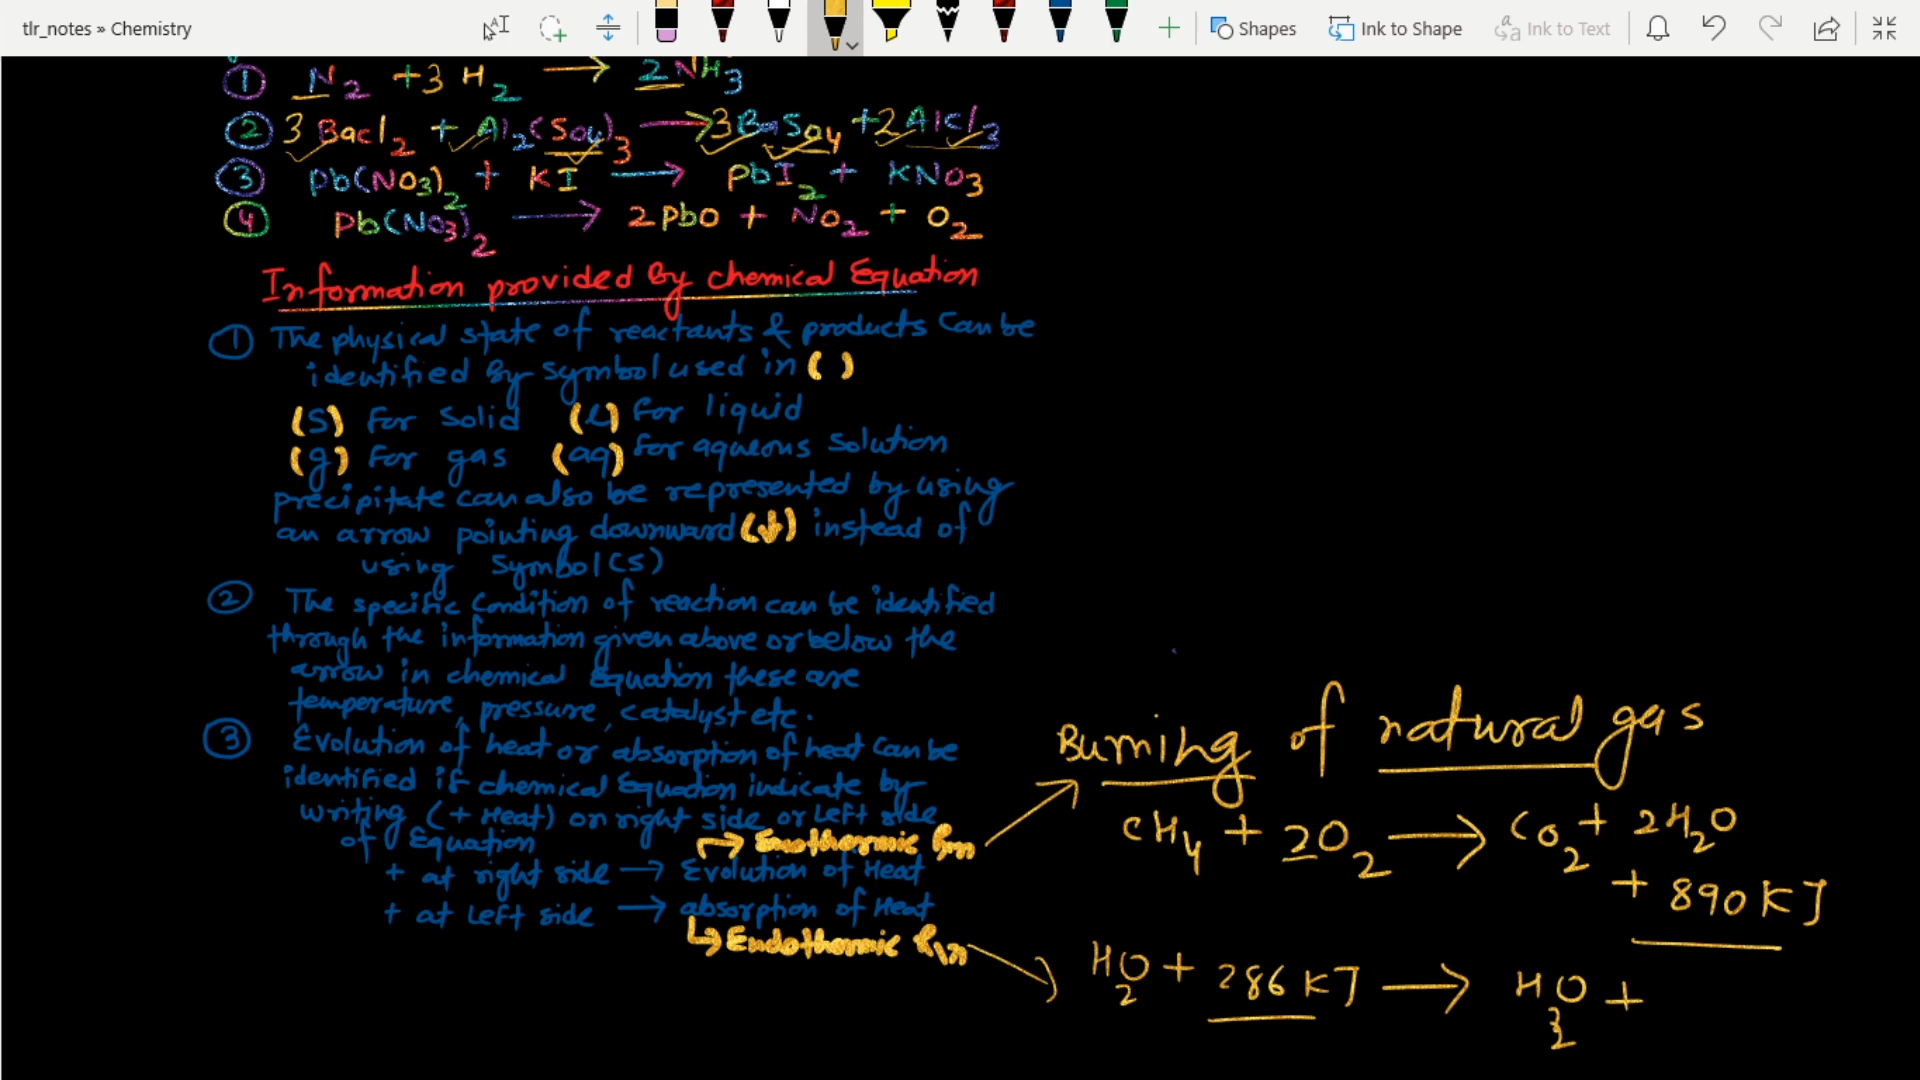 tlr_notes » Chemistry
Shapes
Ink to Shape
Ink to Text
① N2 +3 H2 → 2NH3
② 3 BaCl2 + Al2(SO4)3 → 3BaSO4 +2AlCl3
③ Pb(NO3)2 + KI → PbI2 + KNO3
④ Pb(NO3)2 → 2PbO + NO2 + O2
Information provided By chemical Equation
① The physical state of reactants & products can be
identified By symbol used in ( )
(S) for Solid (l) for liquid
(g) for gas (aq) for aqueous solution
precipitate can also be represented by using
an arrow pointing downward (↓) instead of
using Symbol (S)
② The specific condition of reaction can be identified
through the information given above or below the
arrow in chemical Equation these are
temperature, pressure, catalyst etc.
③ Evolution of heat or absorption of heat can be
identified if chemical Equation indicate by
writing (+ Heat) on right side or Left side
of Equation
↳ Exothermic Rxn
+ at right side → Evolution of Heat
+ at Left side → absorption of Heat
↳ Endothermic Rxn
Burning of natural gas
CH4 + 2O2 → CO2 + 2H2O
+ 890 KJ
H2O + 286 KJ → H2O +